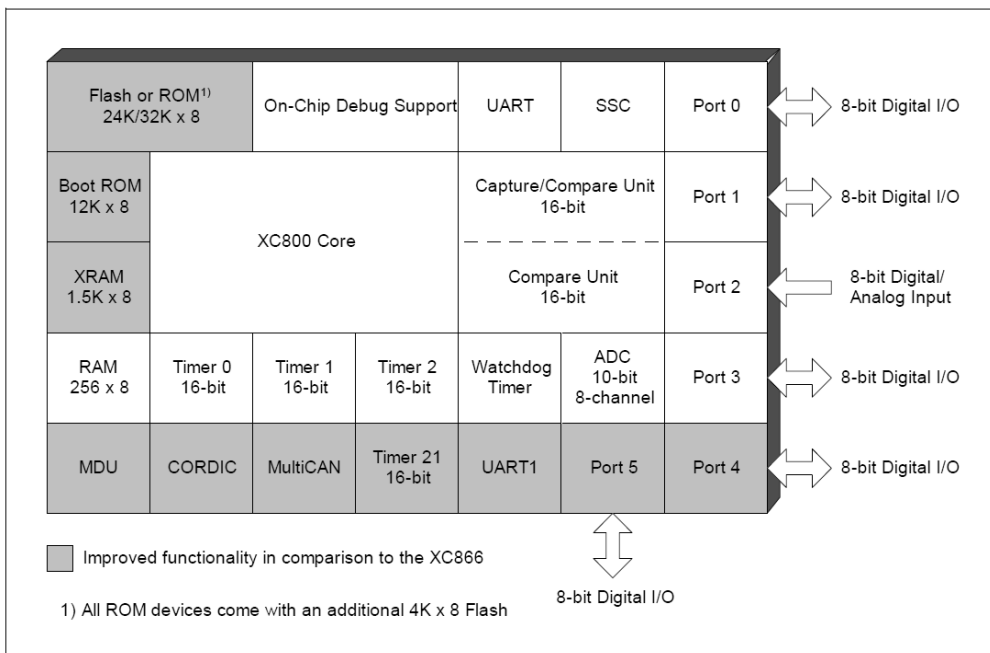 Flash or ROM1)
24K/32K x 8
On-Chip Debug Support
UART
SSC
Port 0
8-bit Digital I/O
Boot ROM
12K x 8
XC800 Core
Capture/Compare Unit
16-bit
Port 1
8-bit Digital I/O
XRAM
1.5K x 8
Compare Unit
16-bit
Port 2
8-bit Digital/
Analog Input
RAM
256 x 8
Timer 0
16-bit
Timer 1
16-bit
Timer 2
16-bit
Watchdog
Timer
ADC
10-bit
8-channel
Port 3
8-bit Digital I/O
MDU
CORDIC
MultiCAN
Timer 21
16-bit
UART1
Port 5
Port 4
8-bit Digital I/O
Improved functionality in comparison to the XC866
8-bit Digital I/O
1) All ROM devices come with an additional 4K x 8 Flash